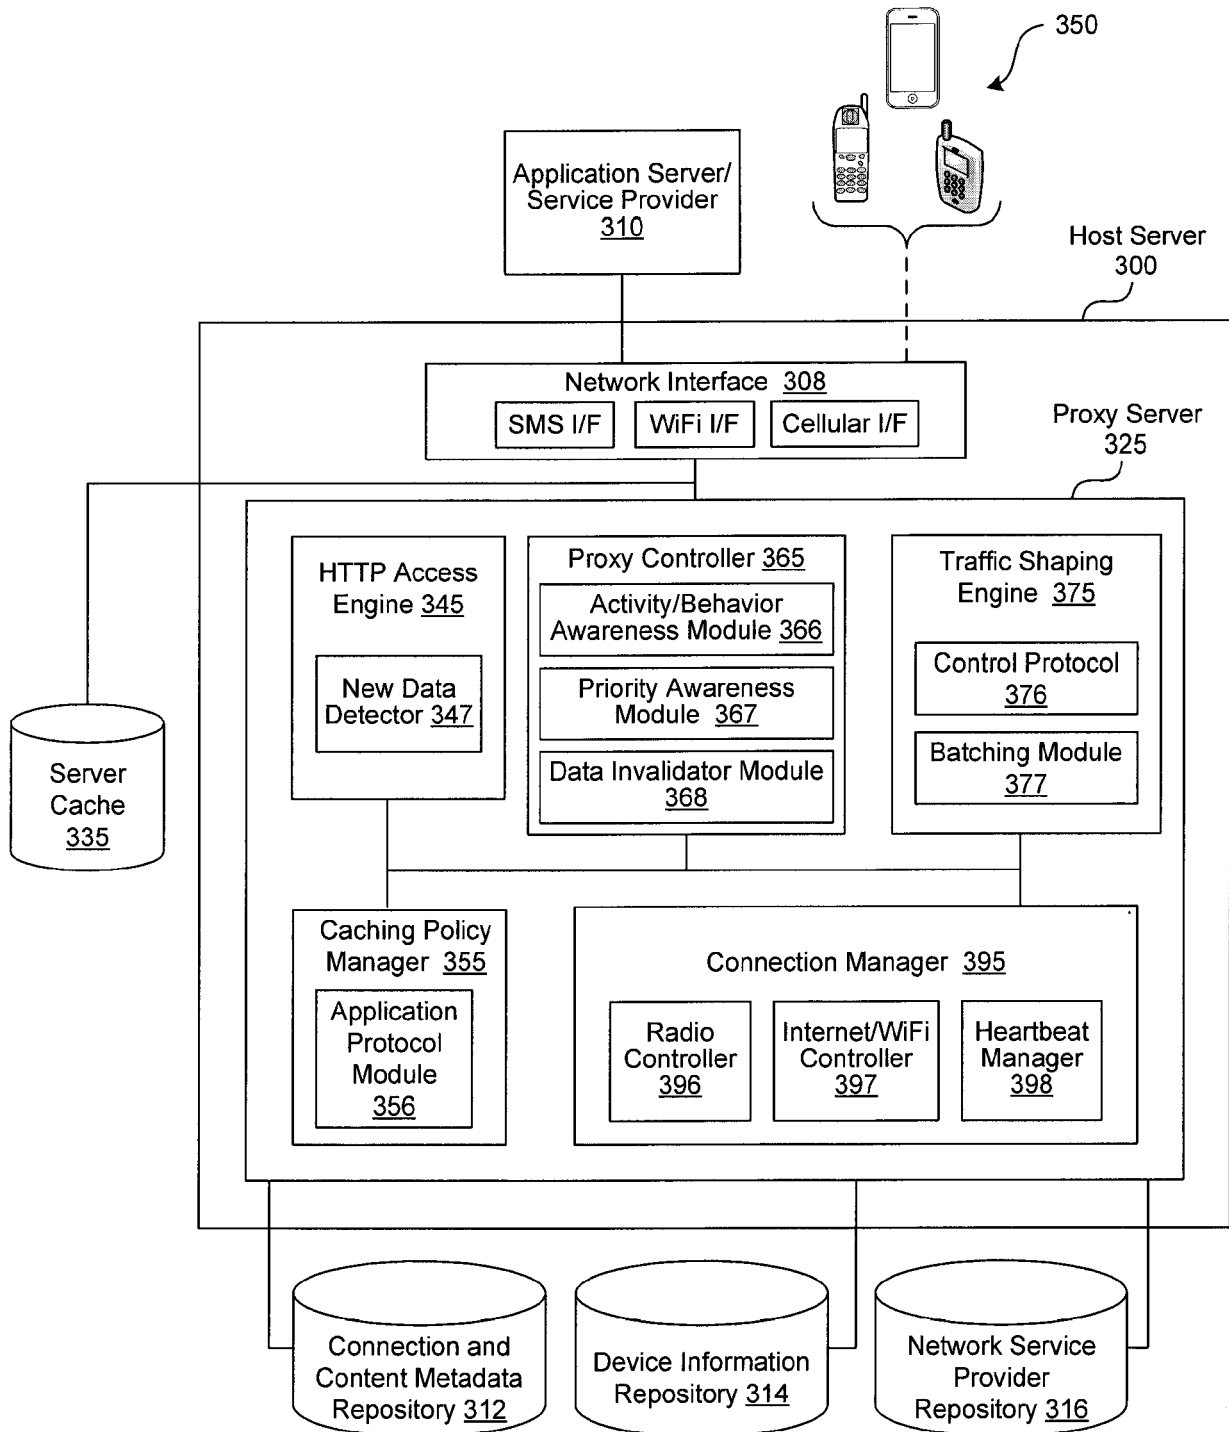 350
Application Server/
Service Provider
310
Host Server
300
Network Interface 308
SMS I/F
WiFi I/F
Cellular I/F
Proxy Server
325
HTTP Access
Engine 345
New Data
Detector 347
Proxy Controller 365
Activity/Behavior
Awareness Module 366
Priority Awareness
Module 367
Data Invalidator Module
368
Traffic Shaping
Engine 375
Control Protocol
376
Batching Module
377
Server
Cache
335
Caching Policy
Manager 355
Application
Protocol
Module
356
Connection Manager 395
Radio
Controller
396
Internet/WiFi
Controller
397
Heartbeat
Manager
398
Connection and
Content Metadata
Repository 312
Device Information
Repository 314
Network Service
Provider
Repository 316